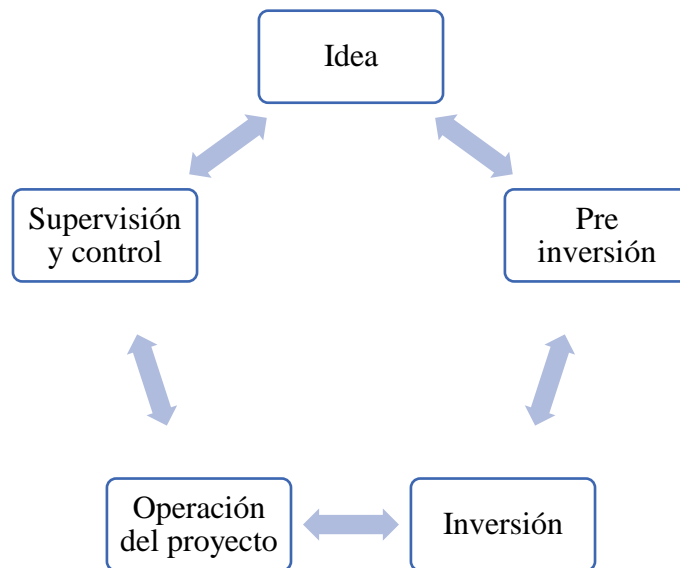 Idea
Pre
inversión
Inversión
Operación
del proyecto
Supervisión
y control